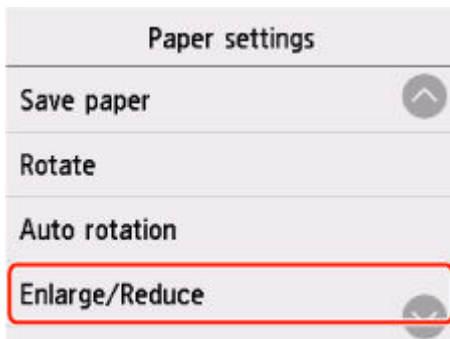 Paper settings
Save paper
Rotate
Auto rotation
Enlarge/Reduce